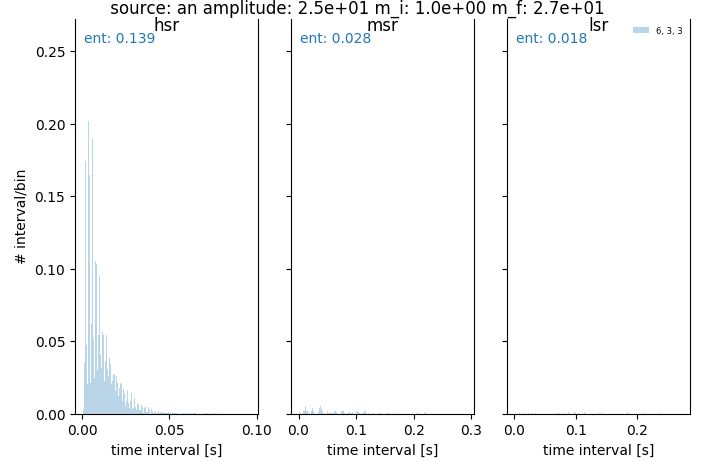 source: an amplitude: 2.5e+01 m_i: 1.0e+00 m_f: 2.7e+01
hsr msr lsr
ent: 0.139 ent: 0.028 ent: 0.018
6, 3, 3
# interval/bin
0.25
0.20
0.15
0.10
0.05
0.00
0.00 0.05 0.10 0.0 0.1 0.2 0.3 0.0 0.1 0.2
time interval [s] time interval [s] time interval [s]